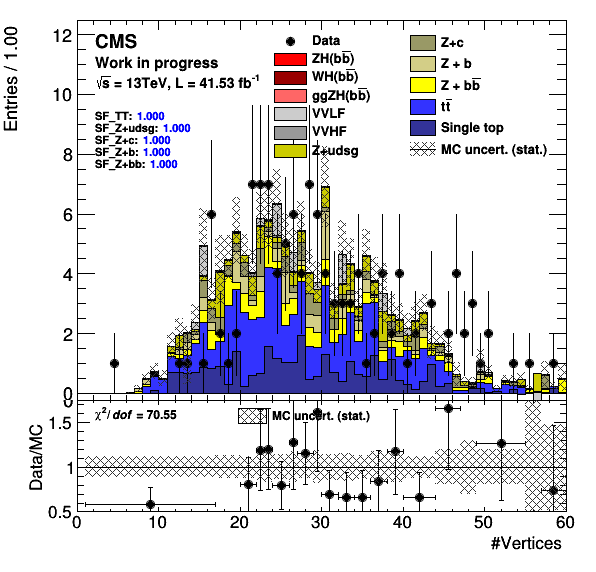 CMS
Work in progress
√s = 13TeV, L = 41.53 fb⁻¹
SF_TT: 1.000
SF_Z+udsg: 1.000
SF_Z+c: 1.000
SF_Z+b: 1.000
SF_Z+bb: 1.000
Data
ZH(bb̅)
WH(bb̅)
ggZH(bb̅)
VVLF
VVHF
Z+udsg
Z+c
Z + b
Z + bb̅
tt̅
Single top
MC uncert. (stat.)
Entries / 1.00
12
10
8
6
4
2
0
χ²/ dof = 70.55
MC uncert. (stat.)
Data/MC
1.5
1
0.5
0 10 20 30 40 50 60
#Vertices